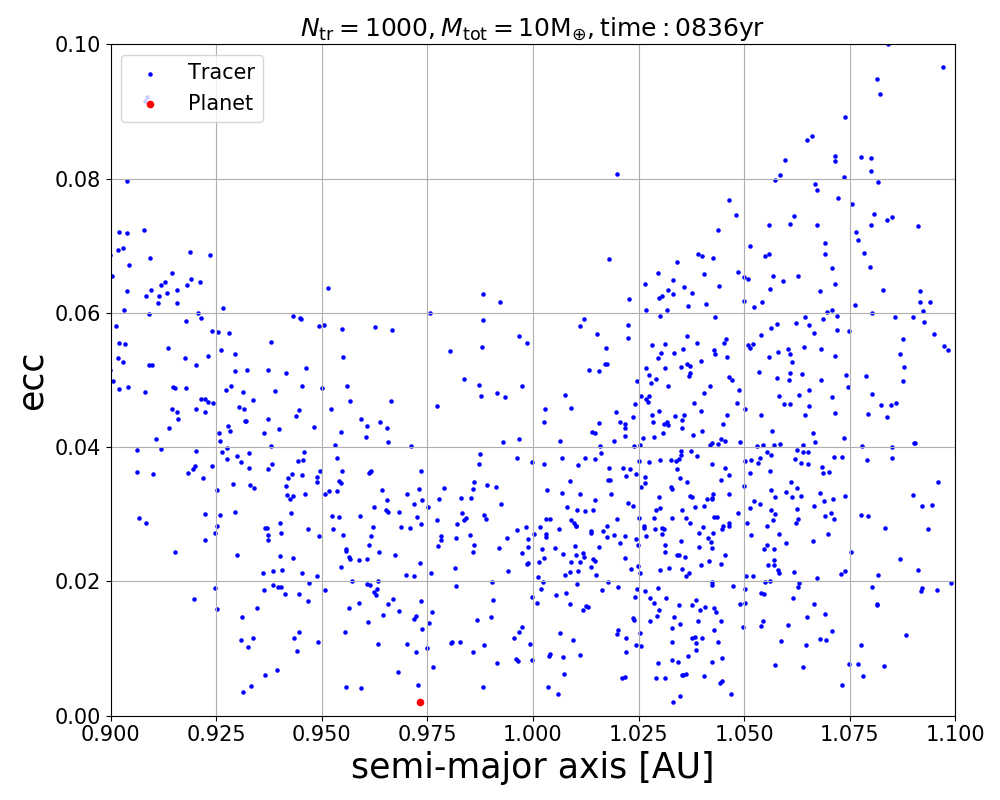 N_tr = 1000, M_tot = 10M_⊕, time : 0836yr
Tracer
Planet
0.10
0.08
0.06
0.04
0.02
0.00
ecc
0.900 0.925 0.950 0.975 1.000 1.025 1.050 1.075 1.100
semi-major axis [AU]